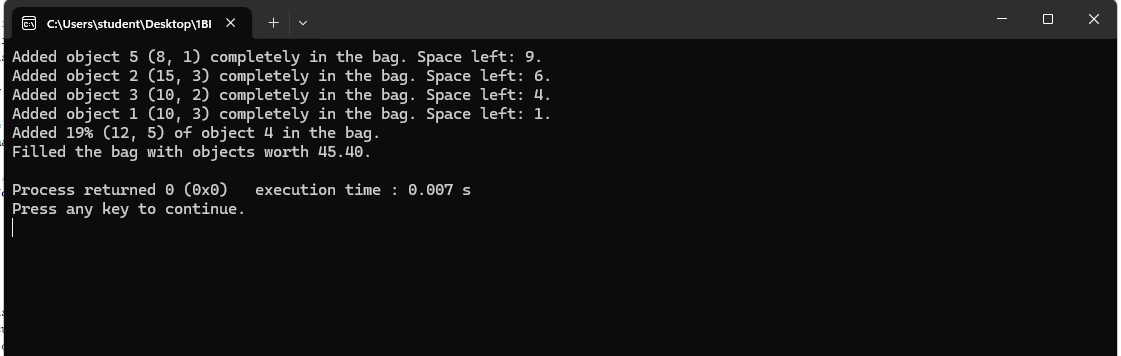 C:\Users\student\Desktop\1BI
Added object 5 (8, 1) completely in the bag. Space left: 9.
Added object 2 (15, 3) completely in the bag. Space left: 6.
Added object 3 (10, 2) completely in the bag. Space left: 4.
Added object 1 (10, 3) completely in the bag. Space left: 1.
Added 19% (12, 5) of object 4 in the bag.
Filled the bag with objects worth 45.40.
Process returned 0 (0x0)   execution time : 0.007 s
Press any key to continue.